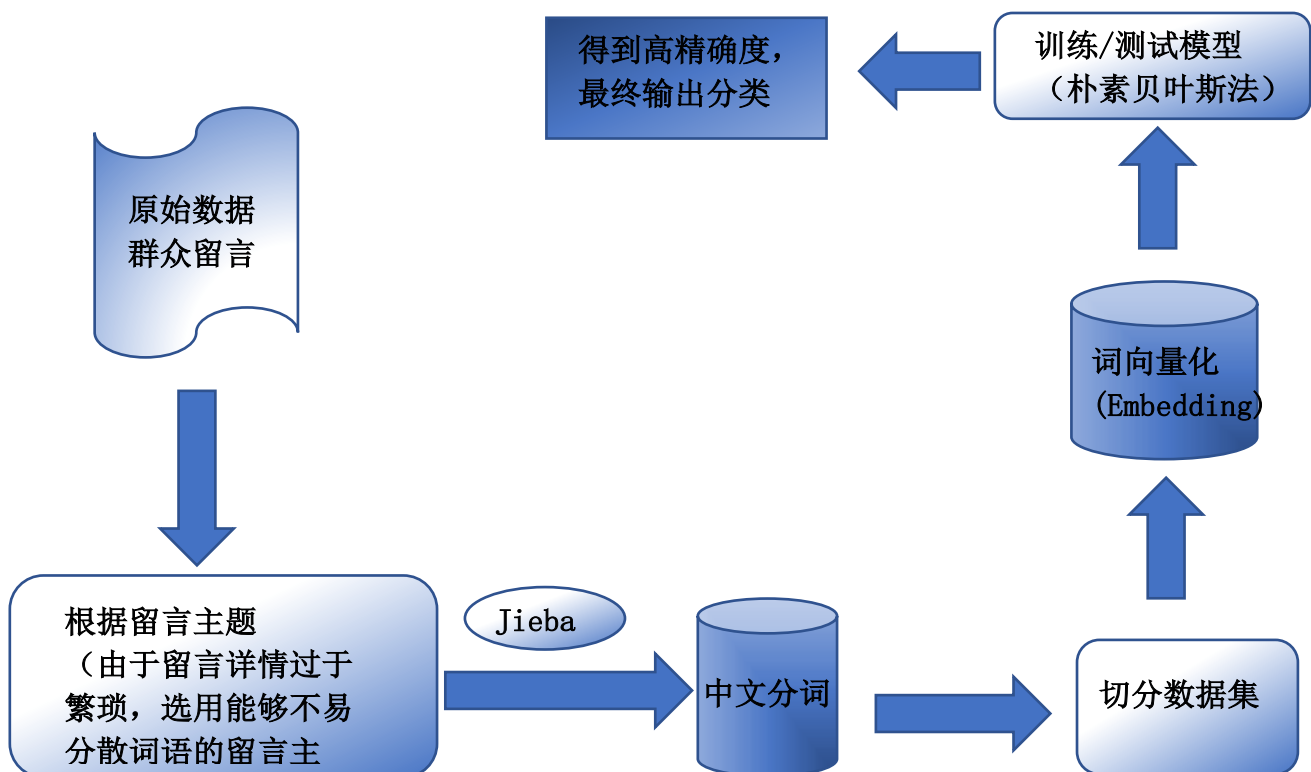 原始数据
群众留言
根据留言主题
（由于留言详情过于
繁琐，选用能够不易
分散词语的留言主
Jieba
中文分词
切分数据集
词向量化
(Embedding)
训练/测试模型
（朴素贝叶斯法）
得到高精确度，
最终输出分类